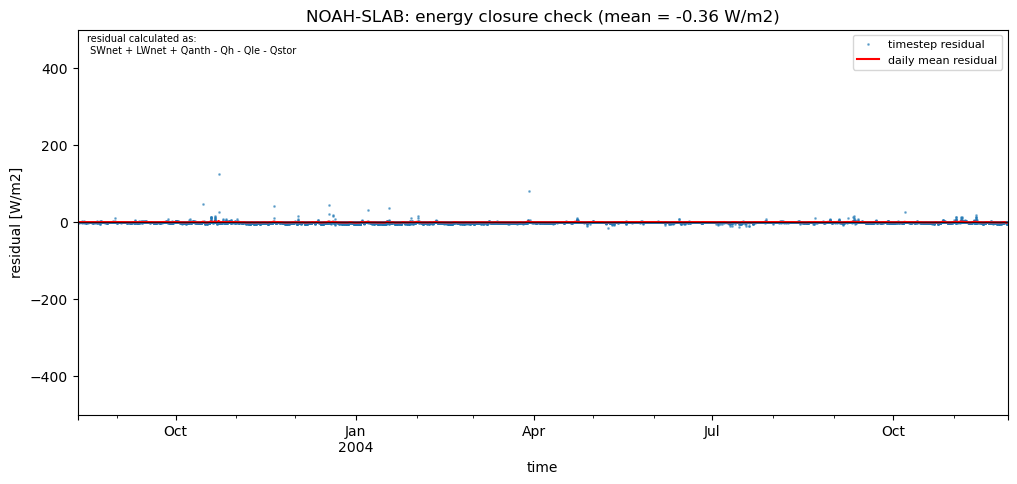 NOAH-SLAB: energy closure check (mean = -0.36 W/m2)
residual calculated as:
SWnet + LWnet + Qanth - Qh - Qle - Qstor
timestep residual
daily mean residual
residual [W/m2]
400
200
0
−200
−400
Oct
Jan
2004
Apr
Jul
Oct
time